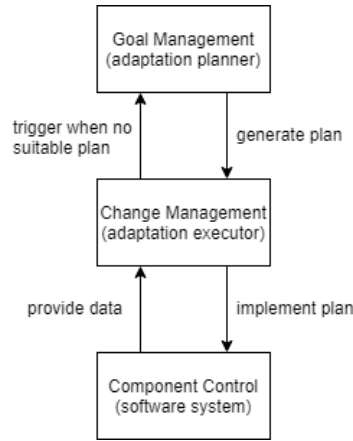 Goal Management
(adaptation planner)
trigger when no
suitable plan
generate plan
Change Management
(adaptation executor)
provide data
implement plan
Component Control
(software system)